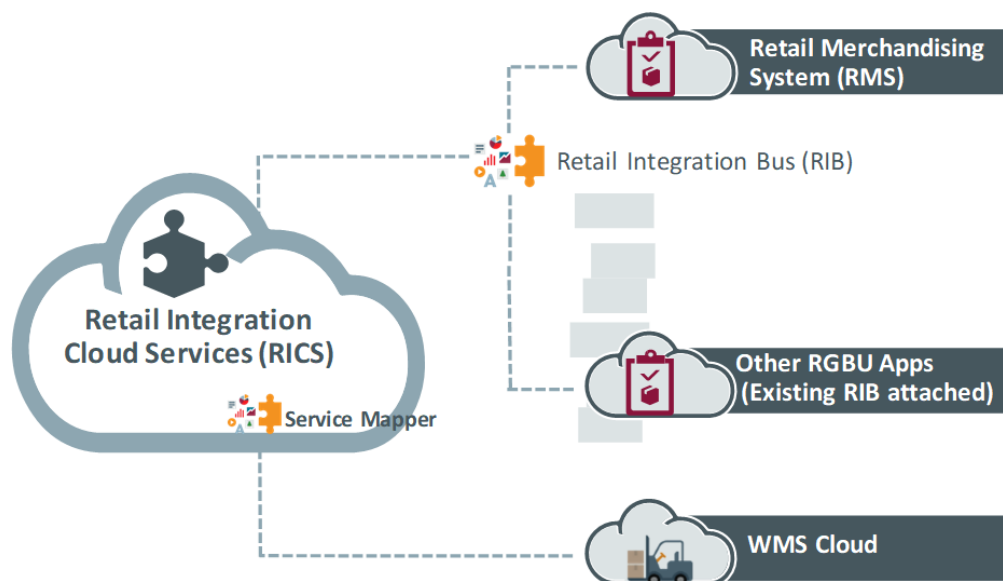 Retail Merchandising
System (RMS)
Retail Integration Bus (RIB)
Retail Integration
Cloud Services (RICS)
Service Mapper
Other RGBU Apps
(Existing RIB attached)
WMS Cloud